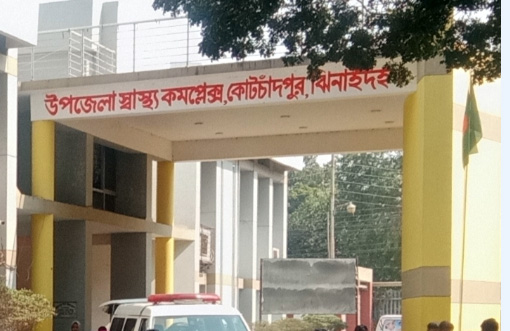 উপজেলা স্বাস্থ্য কমপ্লেক্স,কোটচাঁদপুর,ঝিনাইদহ